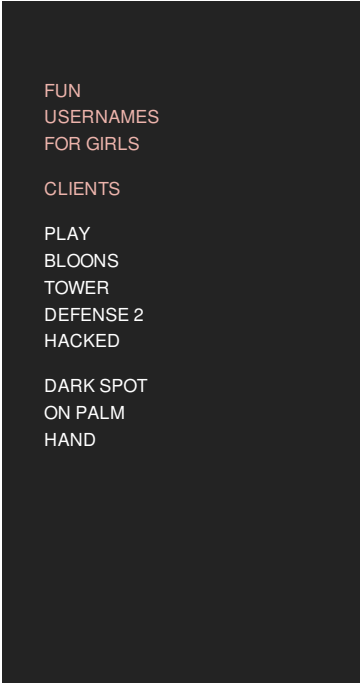 FUN
USERNAMES
FOR GIRLS
CLIENTS
PLAY
BLOONS
TOWER
DEFENSE 2
HACKED
DARK SPOT
ON PALM
HAND